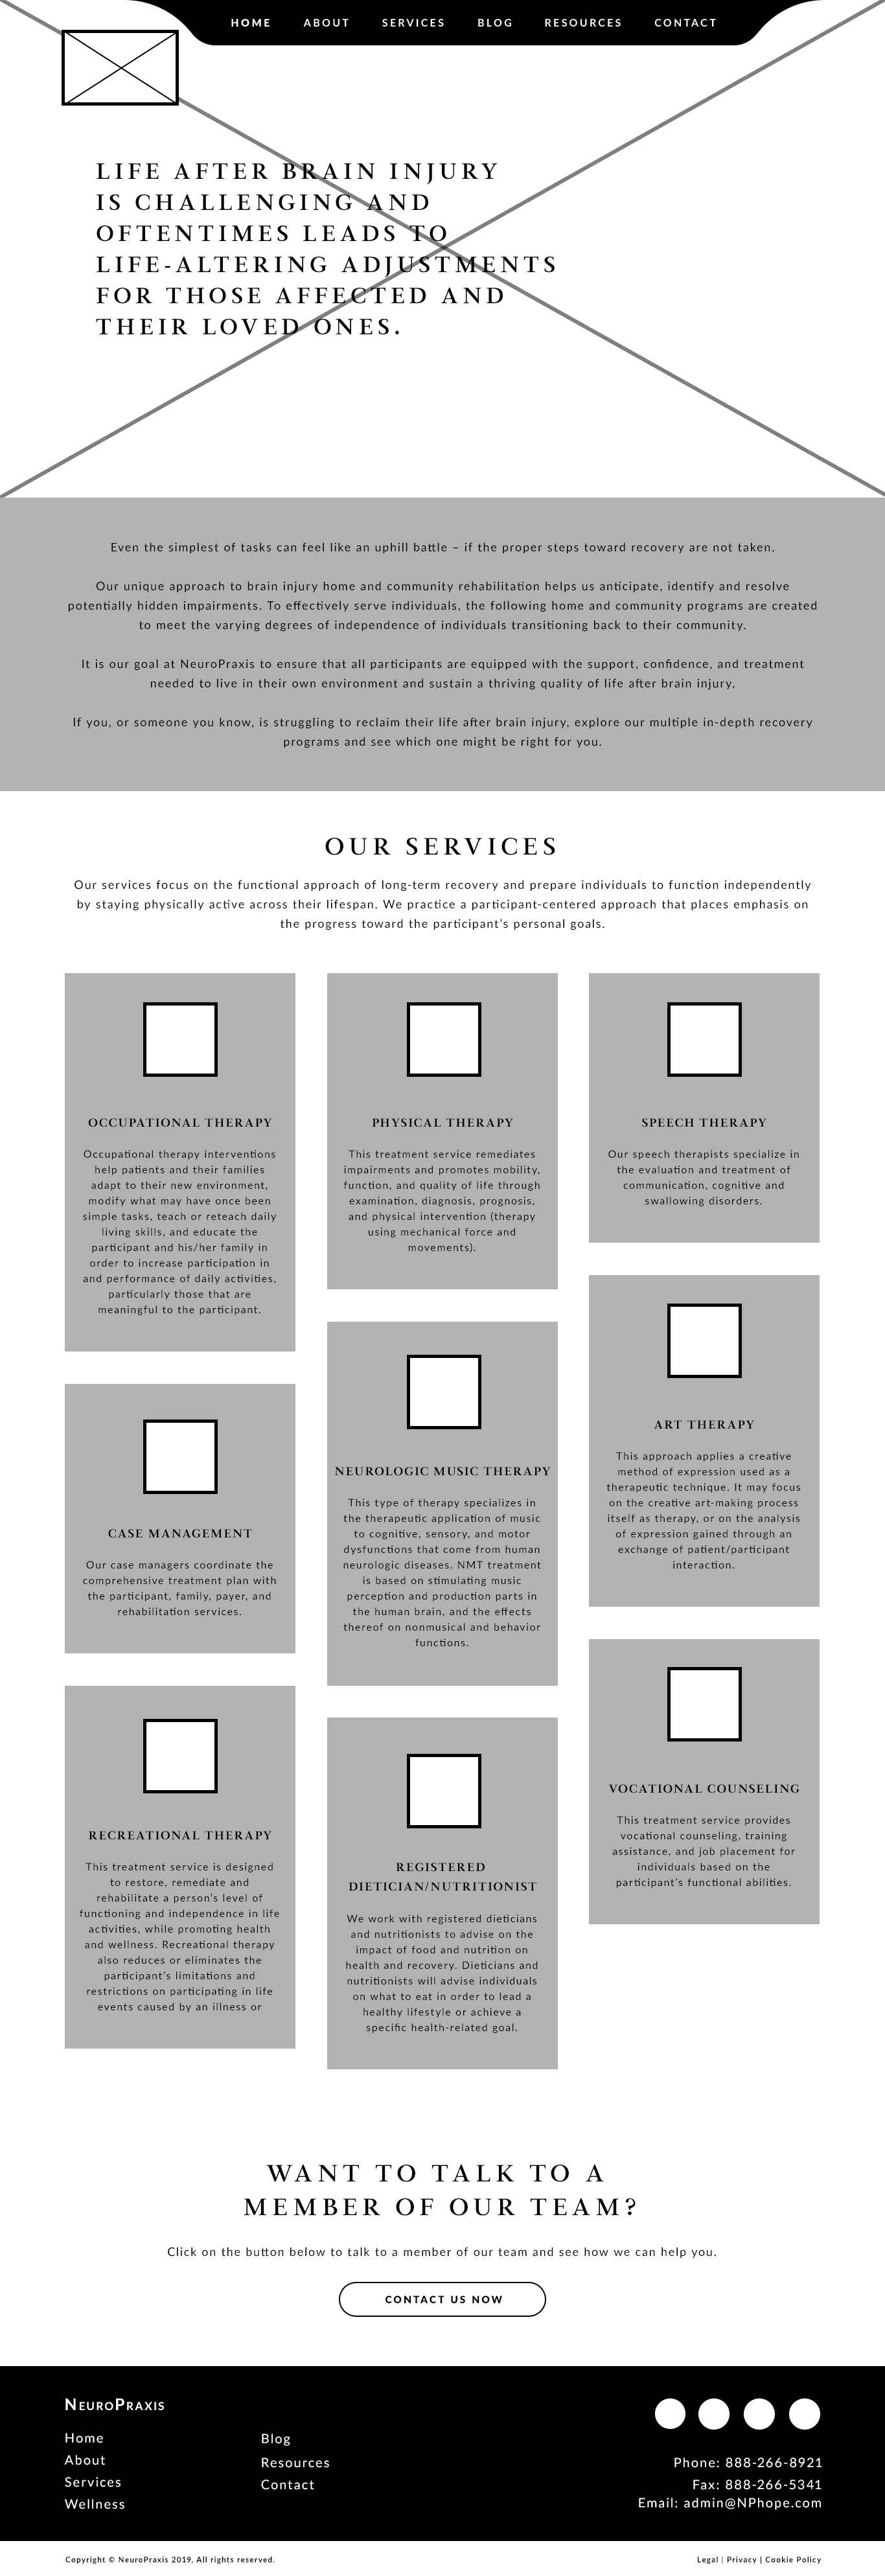 HOME ABOUT SERVICES BLOG RESOURCES CONTACT
LIFE AFTER BRAIN INJURY
IS CHALLENGING AND
OFTENTIMES LEADS TO
LIFE-ALTERING ADJUSTMENTS
FOR THOSE AFFECTED AND
THEIR LOVED ONES.
Even the simplest of tasks can feel like an uphill battle – if the proper steps toward recovery are not taken.
Our unique approach to brain injury home and community rehabilitation helps us anticipate, identify and resolve
potentially hidden impairments. To effectively serve individuals, the following home and community programs are created
to meet the varying degrees of independence of individuals transitioning back to their community.
It is our goal at NeuroPraxis to ensure that all participants are equipped with the support, confidence, and treatment
needed to live in their own environment and sustain a thriving quality of life after brain injury.
If you, or someone you know, is struggling to reclaim their life after brain injury, explore our multiple in-depth recovery
programs and see which one might be right for you.
OUR SERVICES
Our services focus on the functional approach of long-term recovery and prepare individuals to function independently
by staying physically active across their lifespan. We practice a participant-centered approach that places emphasis on
the progress toward the participant's personal goals.
OCCUPATIONAL THERAPY
Occupational therapy interventions
help patients and their families
adapt to their new environment,
modify what may have once been
simple tasks, teach or reteach daily
living skills, and educate the
participant and his/her family in
order to increase participation in
and performance of daily activities,
particularly those that are
meaningful to the participant.
PHYSICAL THERAPY
This treatment service remediates
impairments and promotes mobility,
function, and quality of life through
examination, diagnosis, prognosis,
and physical intervention (therapy
using mechanical force and
movements).
SPEECH THERAPY
Our speech therapists specialize in
the evaluation and treatment of
communication, cognitive and
swallowing disorders.
CASE MANAGEMENT
Our case managers coordinate the
comprehensive treatment plan with
the participant, family, payer, and
rehabilitation services.
NEUROLOGIC MUSIC THERAPY
This type of therapy specializes in
the therapeutic application of music
to cognitive, sensory, and motor
dysfunctions that come from human
neurologic diseases. NMT treatment
is based on stimulating music
perception and production parts in
the human brain, and the effects
thereof on nonmusical and behavior
functions.
ART THERAPY
This approach applies a creative
method of expression used as a
therapeutic technique. It may focus
on the creative art-making process
itself as therapy, or on the analysis
of expression gained through an
exchange of patient/participant
interaction.
RECREATIONAL THERAPY
This treatment service is designed
to restore, remediate and
rehabilitate a person's level of
functioning and independence in life
activities, while promoting health
and wellness. Recreational therapy
also reduces or eliminates the
participant's limitations and
restrictions on participating in life
events caused by an illness or
REGISTERED
DIETICIAN/NUTRITIONIST
We work with registered dieticians
and nutritionists to advise on the
impact of food and nutrition on
health and recovery. Dieticians and
nutritionists will advise individuals
on what to eat in order to lead a
healthy lifestyle or achieve a
specific health-related goal.
VOCATIONAL COUNSELING
This treatment service provides
vocational counseling, training
assistance, and job placement for
individuals based on the
participant's functional abilities.
WANT TO TALK TO A
MEMBER OF OUR TEAM?
Click on the button below to talk to a member of our team and see how we can help you.
CONTACT US NOW
NEUROPRAXIS
Home
About
Services
Wellness
Blog
Resources
Contact
Phone: 888-266-8921
Fax: 888-266-5341
Email: admin@NPhope.com
Copyright © NeuroPraxis 2019, All rights reserved.
Legal | Privacy | Cookie Policy